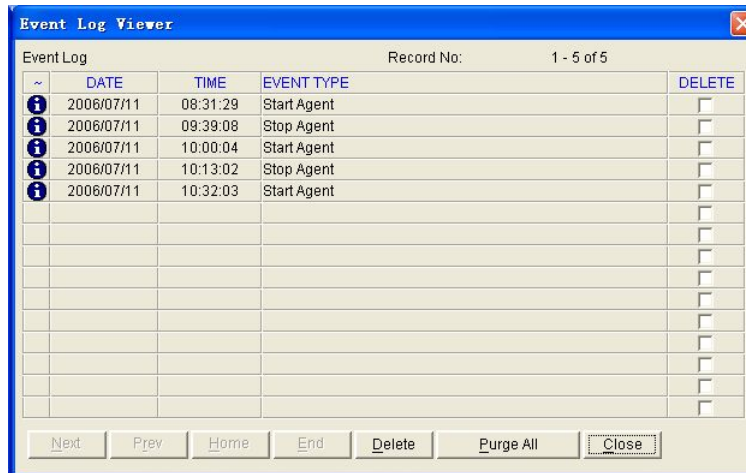 Event Log Viewer
Event Log Record No: 1 - 5 of 5
~ DATE TIME EVENT TYPE DELETE
2006/07/11 08:31:29 Start Agent
2006/07/11 09:39:08 Stop Agent
2006/07/11 10:00:04 Start Agent
2006/07/11 10:13:02 Stop Agent
2006/07/11 10:32:03 Start Agent
Next Prev Home End Delete Purge All Close